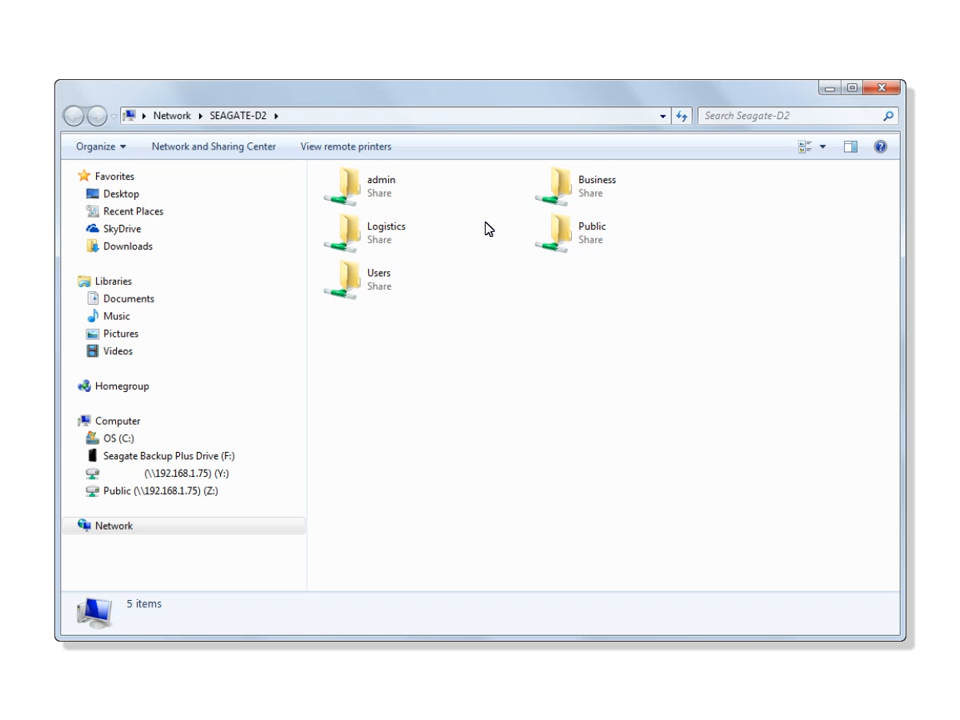 Network ▸ SEAGATE-D2 ▸
Search Seagate-D2
Organize
Network and Sharing Center
View remote printers
Favorites
Desktop
Recent Places
SkyDrive
Downloads
Libraries
Documents
Music
Pictures
Videos
Homegroup
Computer
OS (C:)
Seagate Backup Plus Drive (F:)
(\\192.168.1.75) (Y:)
Public (\\192.168.1.75) (Z:)
Network
admin
Share
Business
Share
Logistics
Share
Public
Share
Users
Share
5 items